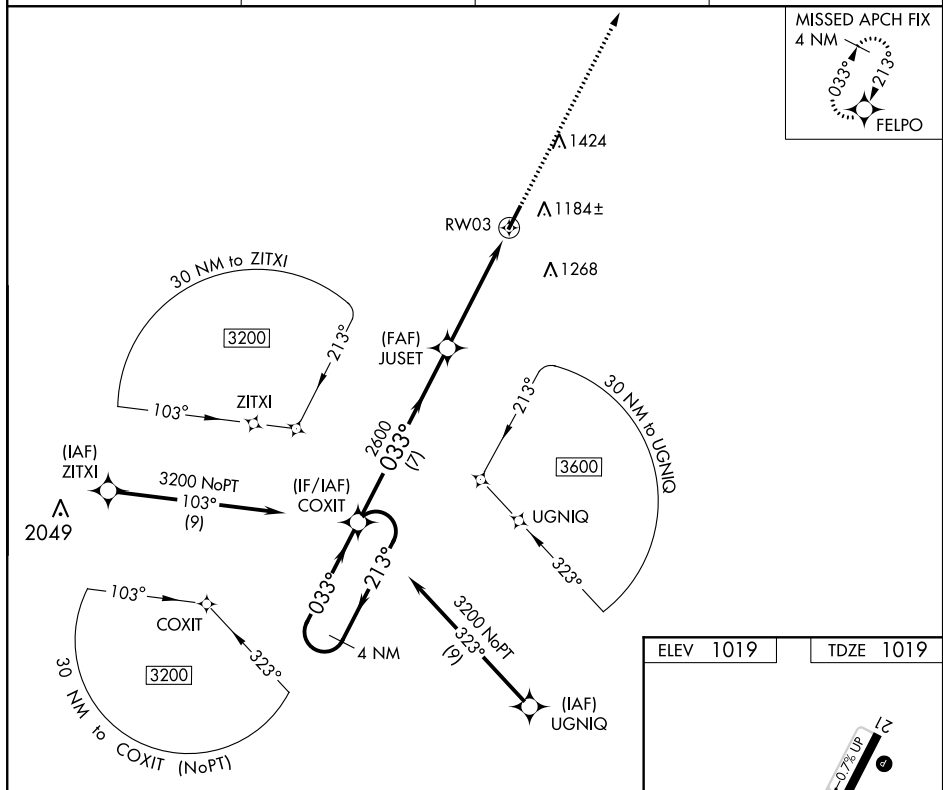 MISSED APCH FIX
4 NM
033°
213°
FELPO
1424
1184±
RW03
1268
30 NM to ZITXI
3200
213°
103°
ZITXI
(FAF)
JUSET
30 NM to UGNIQ
213°
3600
UGNIQ
323°
2600
033°
(7)
(IAF)
ZITXI
3200 NoPT
103°
(9)
2049
(IF/IAF)
COXIT
033°
213°
4 NM
103°
COXIT
323°
3200
30 NM to COXIT (NoPT)
3200 NoPT
323°
(9)
(IAF)
UGNIQ
ELEV 1019
TDZE 1019
21
0.7% UP
P